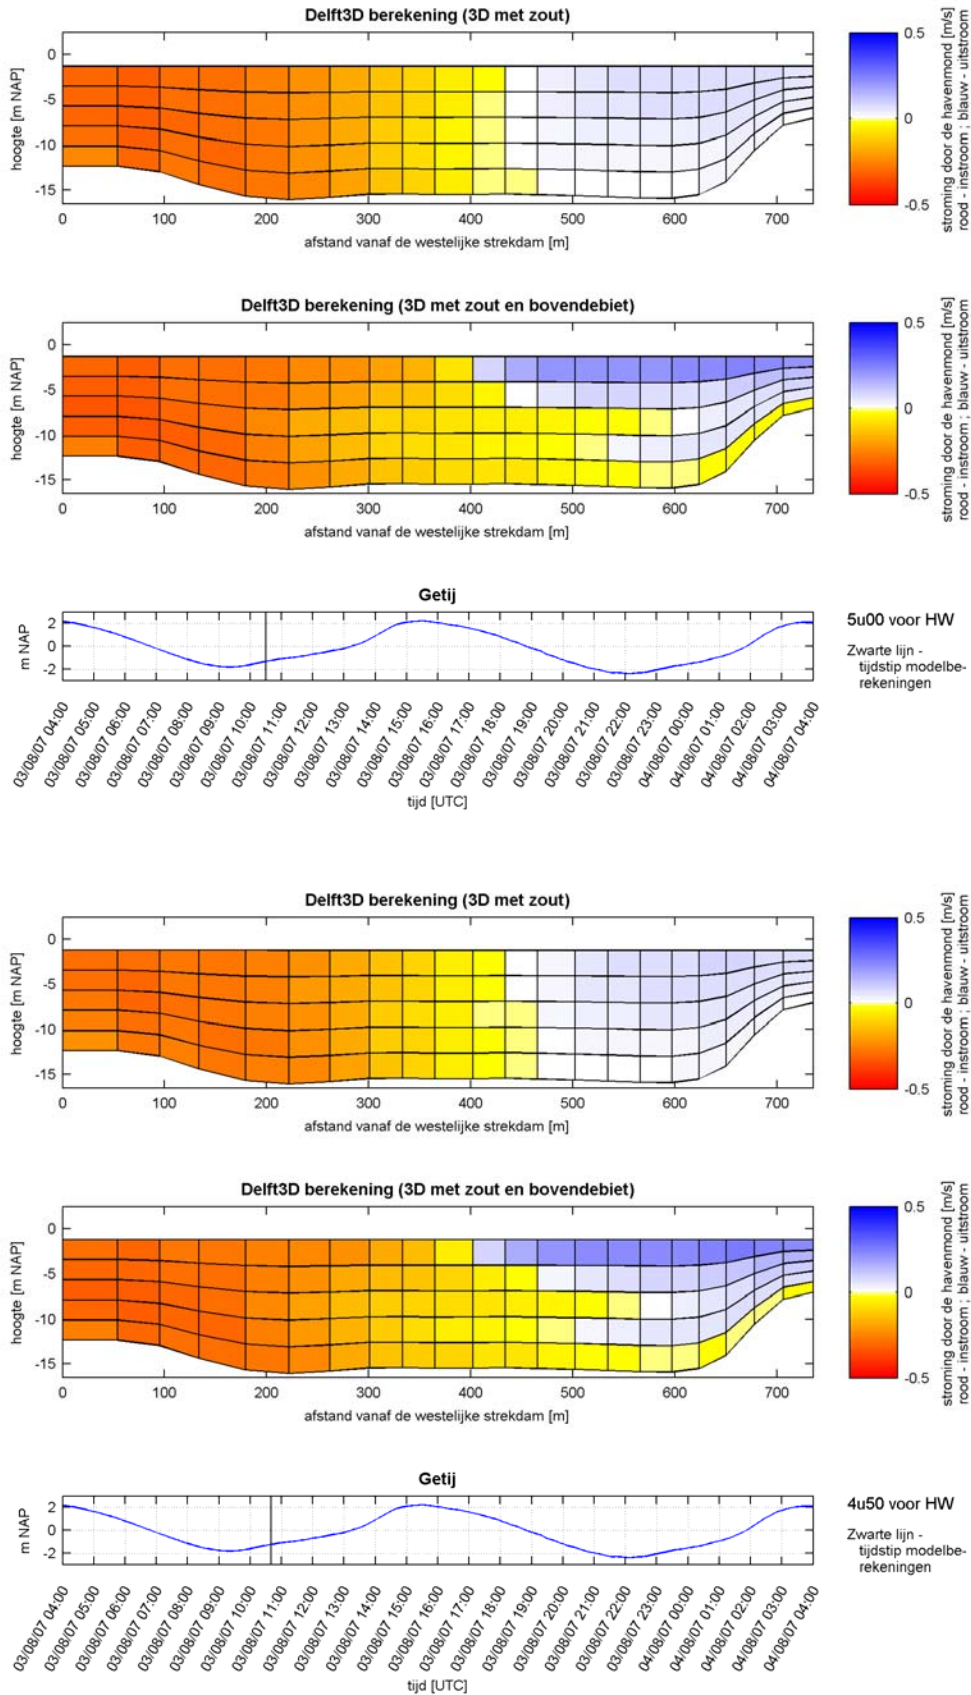 Delft3D berekening (3D met zout)
hoogte [m NAP]
0
-5
-10
-15
0 100 200 300 400 500 600 700
afstand vanaf de westelijke strekdam [m]
0.5
0
-0.5
stroming door de havenmond [m/s]
rood - instroom ; blauw - uitstroom
Delft3D berekening (3D met zout en bovendebiet)
hoogte [m NAP]
0
-5
-10
-15
0 100 200 300 400 500 600 700
afstand vanaf de westelijke strekdam [m]
0.5
0
-0.5
stroming door de havenmond [m/s]
rood - instroom ; blauw - uitstroom
Getij
m NAP
2
0
-2
03/08/07 04:00
03/08/07 05:00
03/08/07 06:00
03/08/07 07:00
03/08/07 08:00
03/08/07 09:00
03/08/07 10:00
03/08/07 11:00
03/08/07 12:00
03/08/07 13:00
03/08/07 14:00
03/08/07 15:00
03/08/07 16:00
03/08/07 17:00
03/08/07 18:00
03/08/07 19:00
03/08/07 20:00
03/08/07 21:00
03/08/07 22:00
03/08/07 23:00
04/08/07 00:00
04/08/07 01:00
04/08/07 02:00
04/08/07 03:00
04/08/07 04:00
tijd [UTC]
5u00 voor HW
Zwarte lijn -
tijdstip modelbe-
rekeningen
Delft3D berekening (3D met zout)
hoogte [m NAP]
0
-5
-10
-15
0 100 200 300 400 500 600 700
afstand vanaf de westelijke strekdam [m]
0.5
0
-0.5
stroming door de havenmond [m/s]
rood - instroom ; blauw - uitstroom
Delft3D berekening (3D met zout en bovendebiet)
hoogte [m NAP]
0
-5
-10
-15
0 100 200 300 400 500 600 700
afstand vanaf de westelijke strekdam [m]
0.5
0
-0.5
stroming door de havenmond [m/s]
rood - instroom ; blauw - uitstroom
Getij
m NAP
2
0
-2
03/08/07 04:00
03/08/07 05:00
03/08/07 06:00
03/08/07 07:00
03/08/07 08:00
03/08/07 09:00
03/08/07 10:00
03/08/07 11:00
03/08/07 12:00
03/08/07 13:00
03/08/07 14:00
03/08/07 15:00
03/08/07 16:00
03/08/07 17:00
03/08/07 18:00
03/08/07 19:00
03/08/07 20:00
03/08/07 21:00
03/08/07 22:00
03/08/07 23:00
04/08/07 00:00
04/08/07 01:00
04/08/07 02:00
04/08/07 03:00
04/08/07 04:00
tijd [UTC]
4u50 voor HW
Zwarte lijn -
tijdstip modelbe-
rekeningen